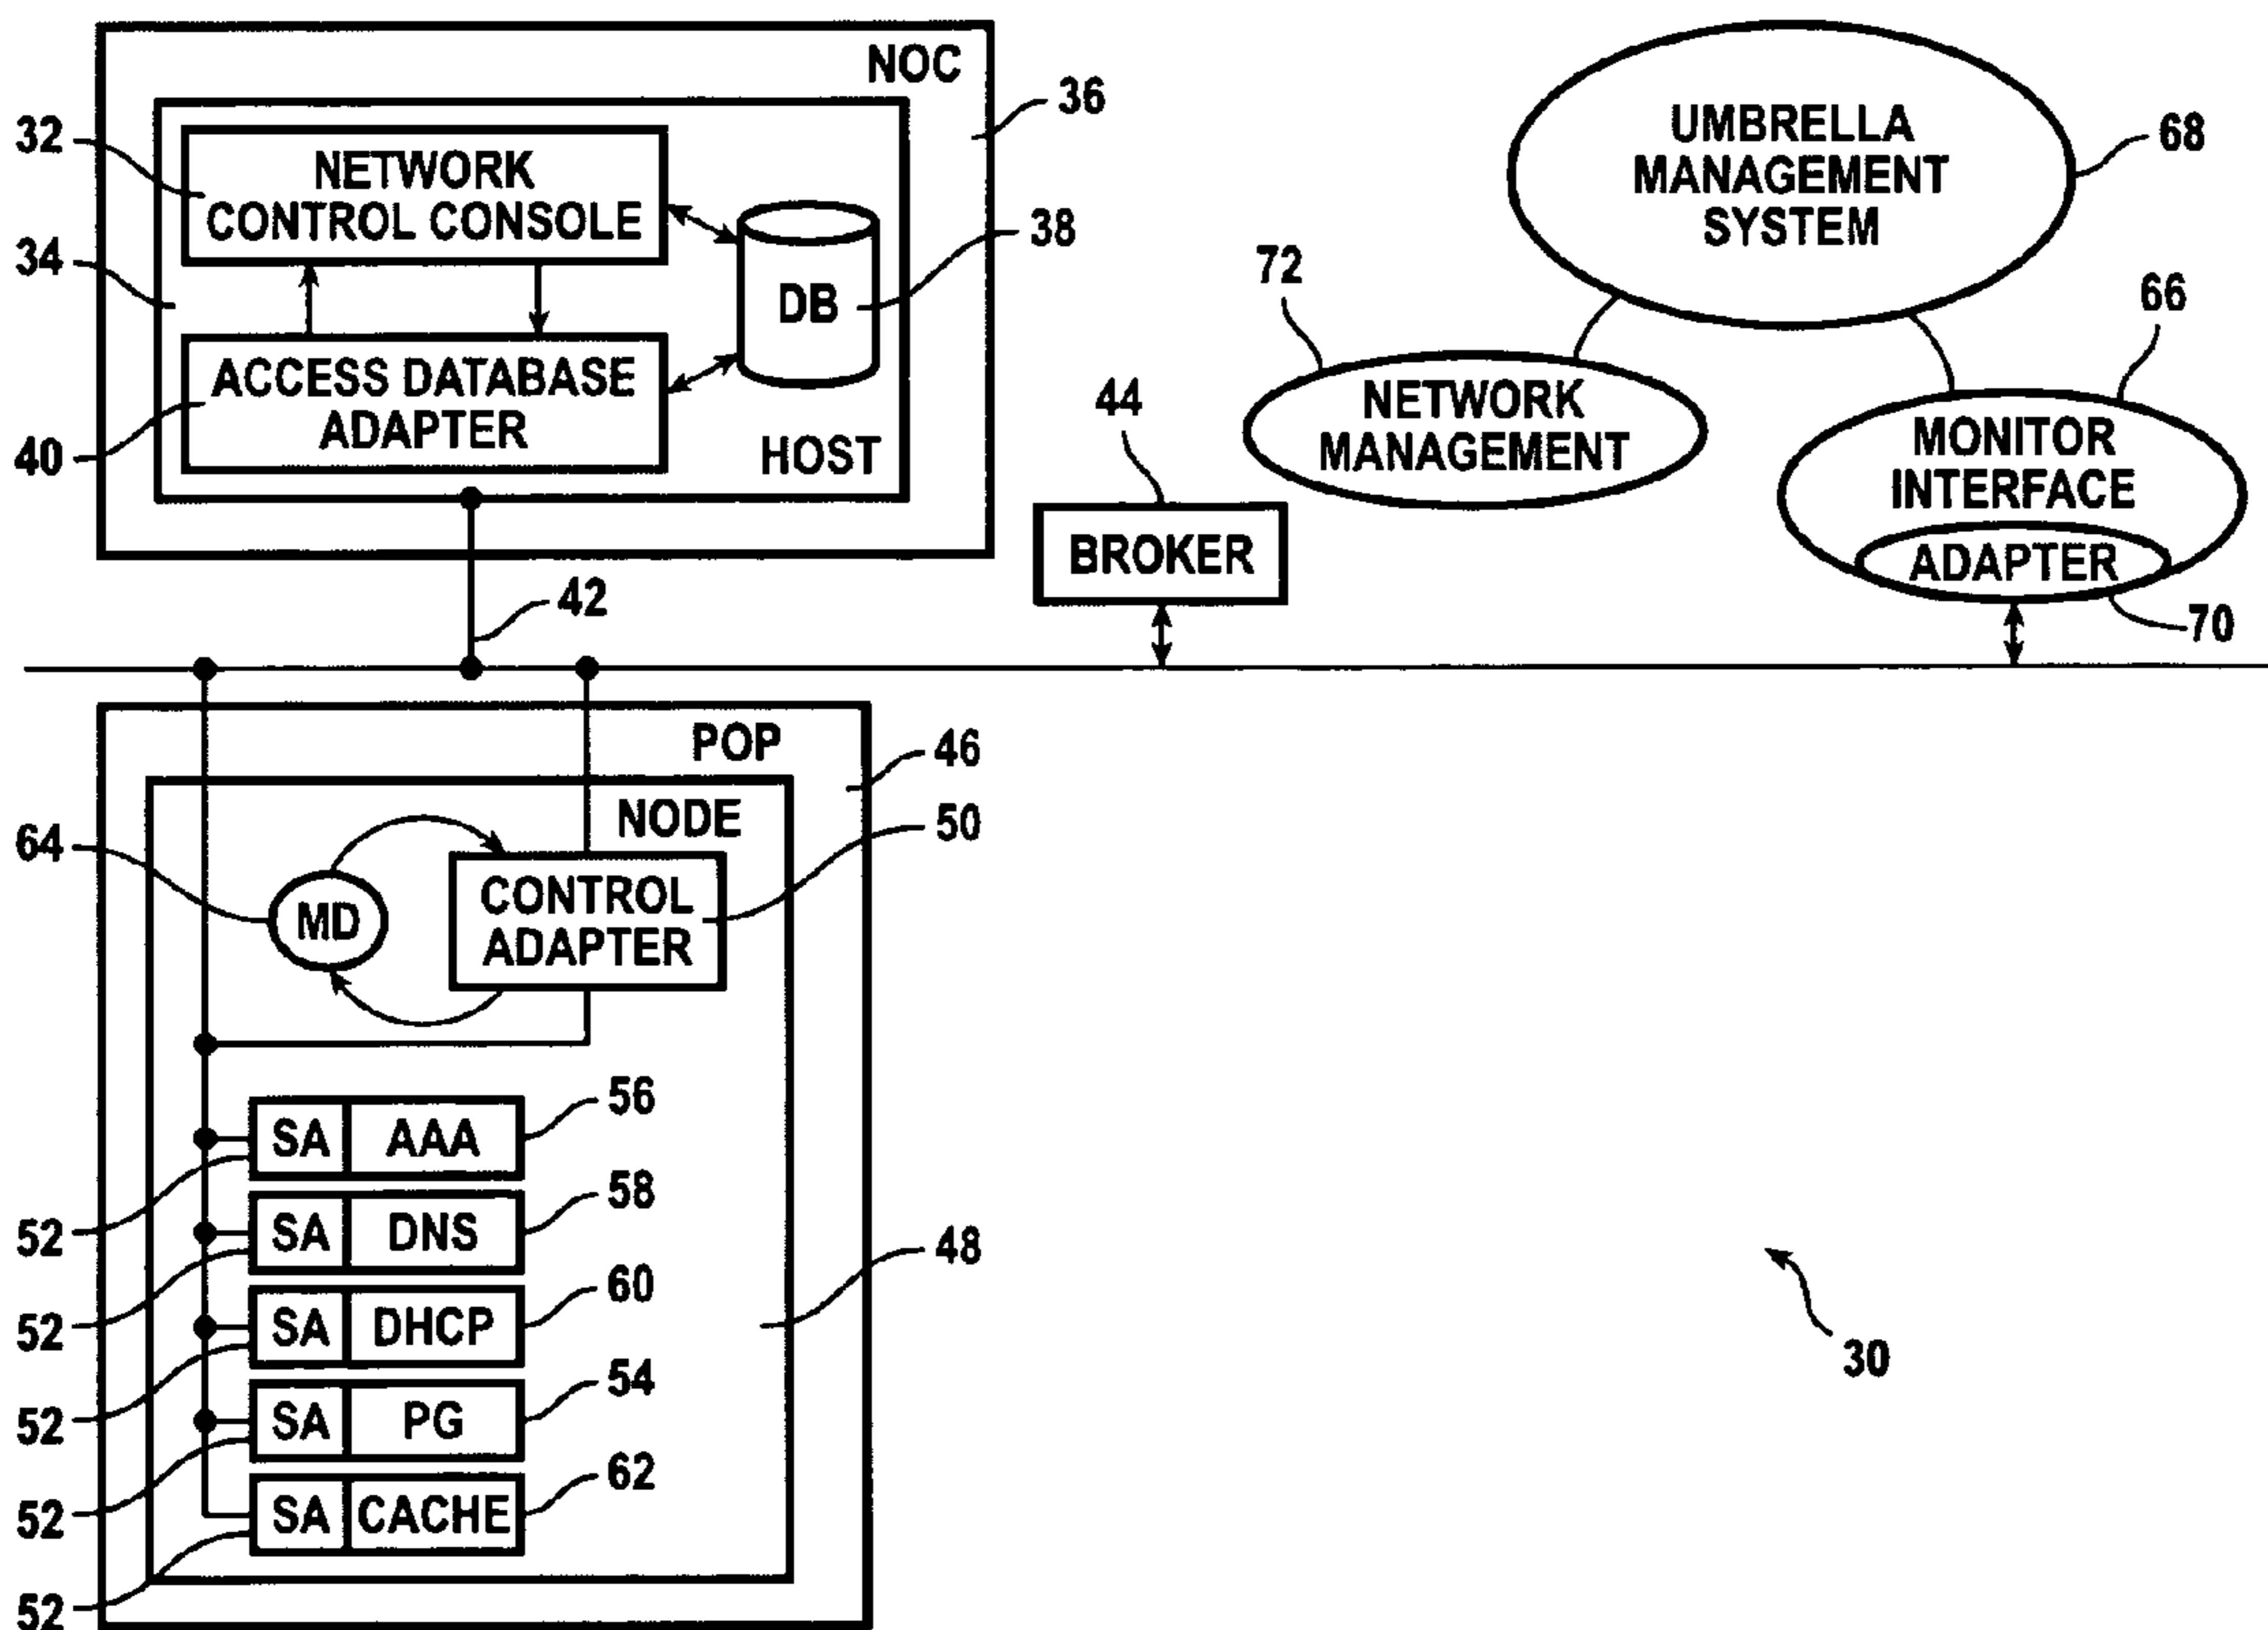 NOC
36
32
NETWORK
CONTROL CONSOLE
38
34
DB
ACCESS DATABASE
ADAPTER
40
HOST
42
UMBRELLA
MANAGEMENT
SYSTEM
68
72
66
NETWORK
MANAGEMENT
44
BROKER
MONITOR
INTERFACE
ADAPTER
70
POP
46
NODE
50
64
MD
CONTROL
ADAPTER
56
SA AAA
52
58
SA DNS
48
52
60
SA DHCP
52
54
SA PG
52
62
SA CACHE
52
30